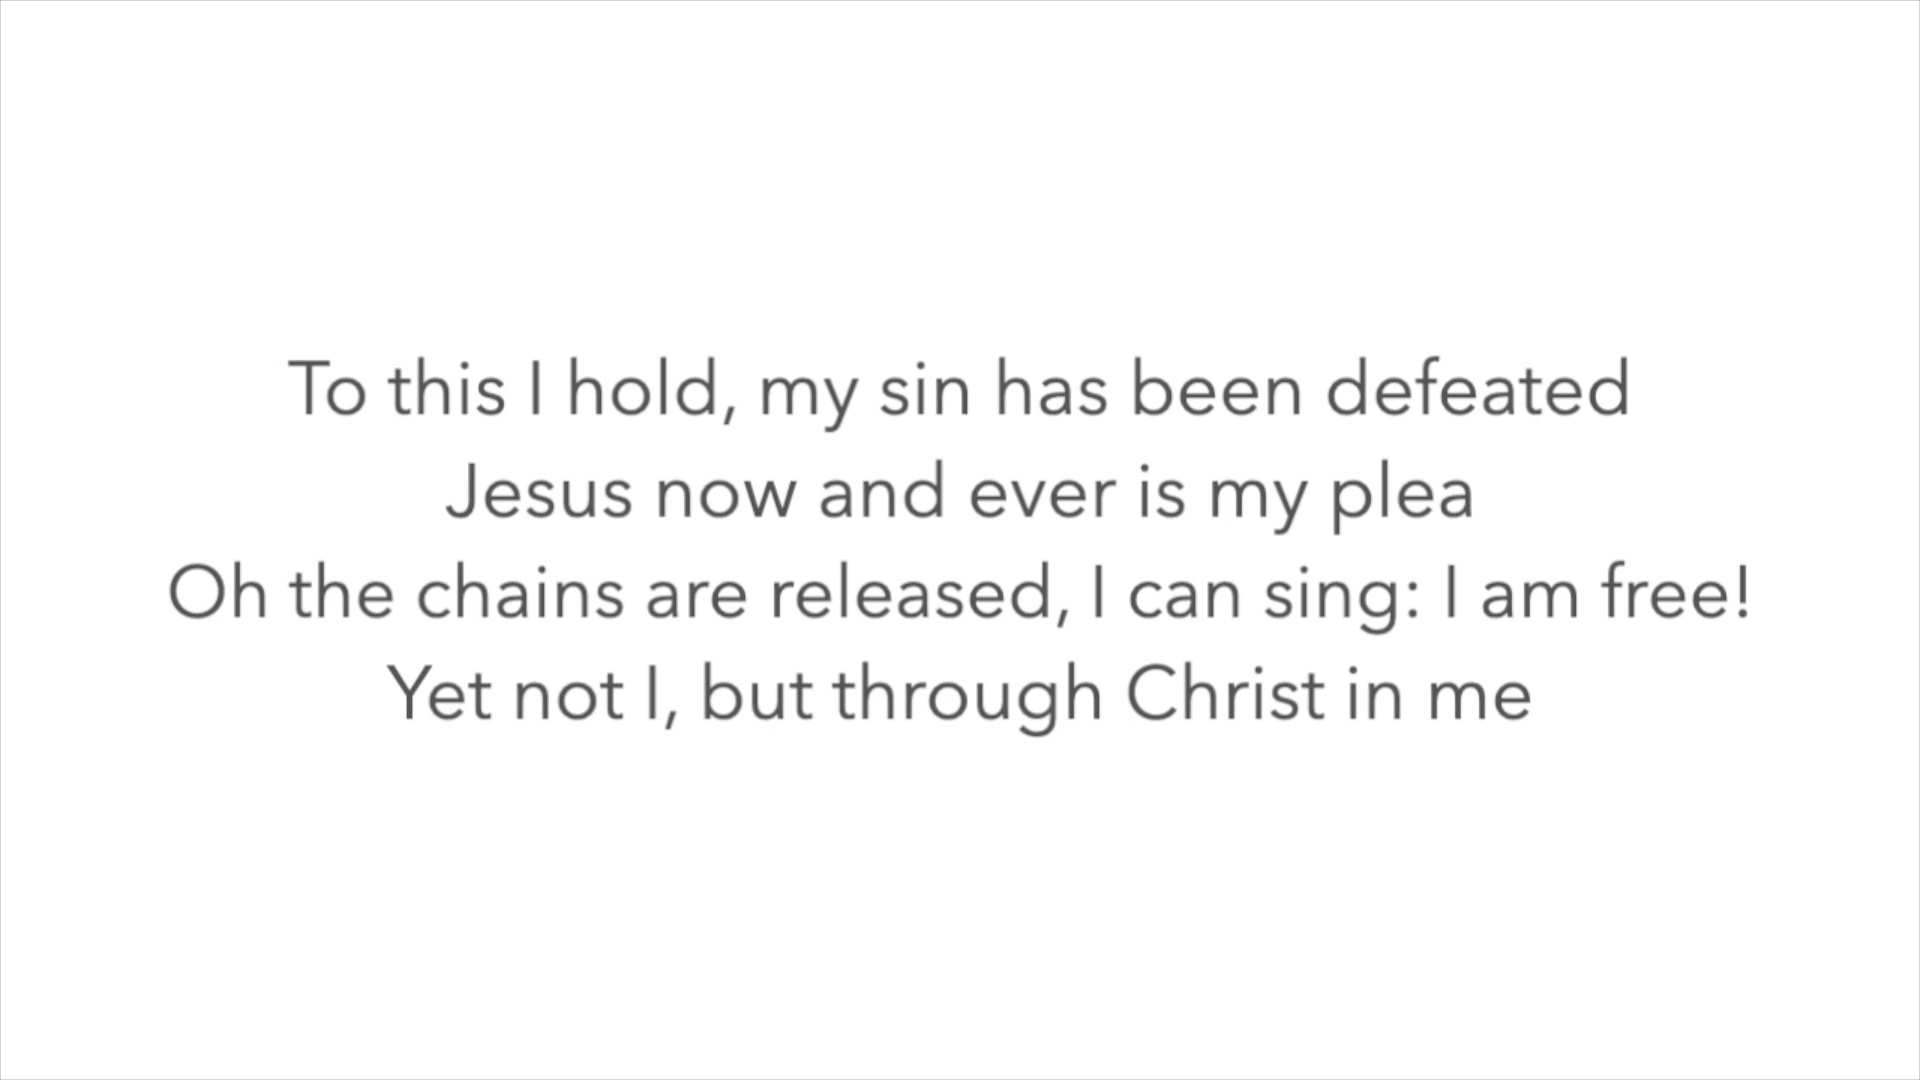 To this I hold, my sin has been defeated
Jesus now and ever is my plea
Oh the chains are released, I can sing: I am free!
Yet not I, but through Christ in me